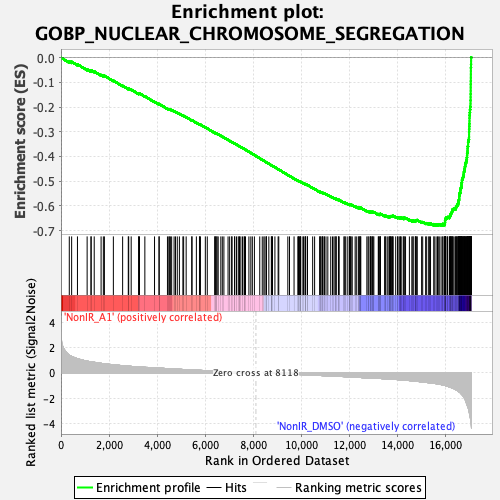 Enrichment plot:
GOBP_NUCLEAR_CHROMOSOME_SEGREGATION
Enrichment score (ES)
0.0
-0.1
-0.2
-0.3
-0.4
-0.5
-0.6
-0.7
'NonIR_A1' (positively correlated)
Ranked list metric (Signal2Noise)
4
2
0
-2
-4
Zero cross at 8118
'NonIR_DMSO' (negatively correlated)
0
2,000
4,000
6,000
8,000
10,000
12,000
14,000
16,000
Rank in Ordered Dataset
Enrichment profile
Hits
Ranking metric scores